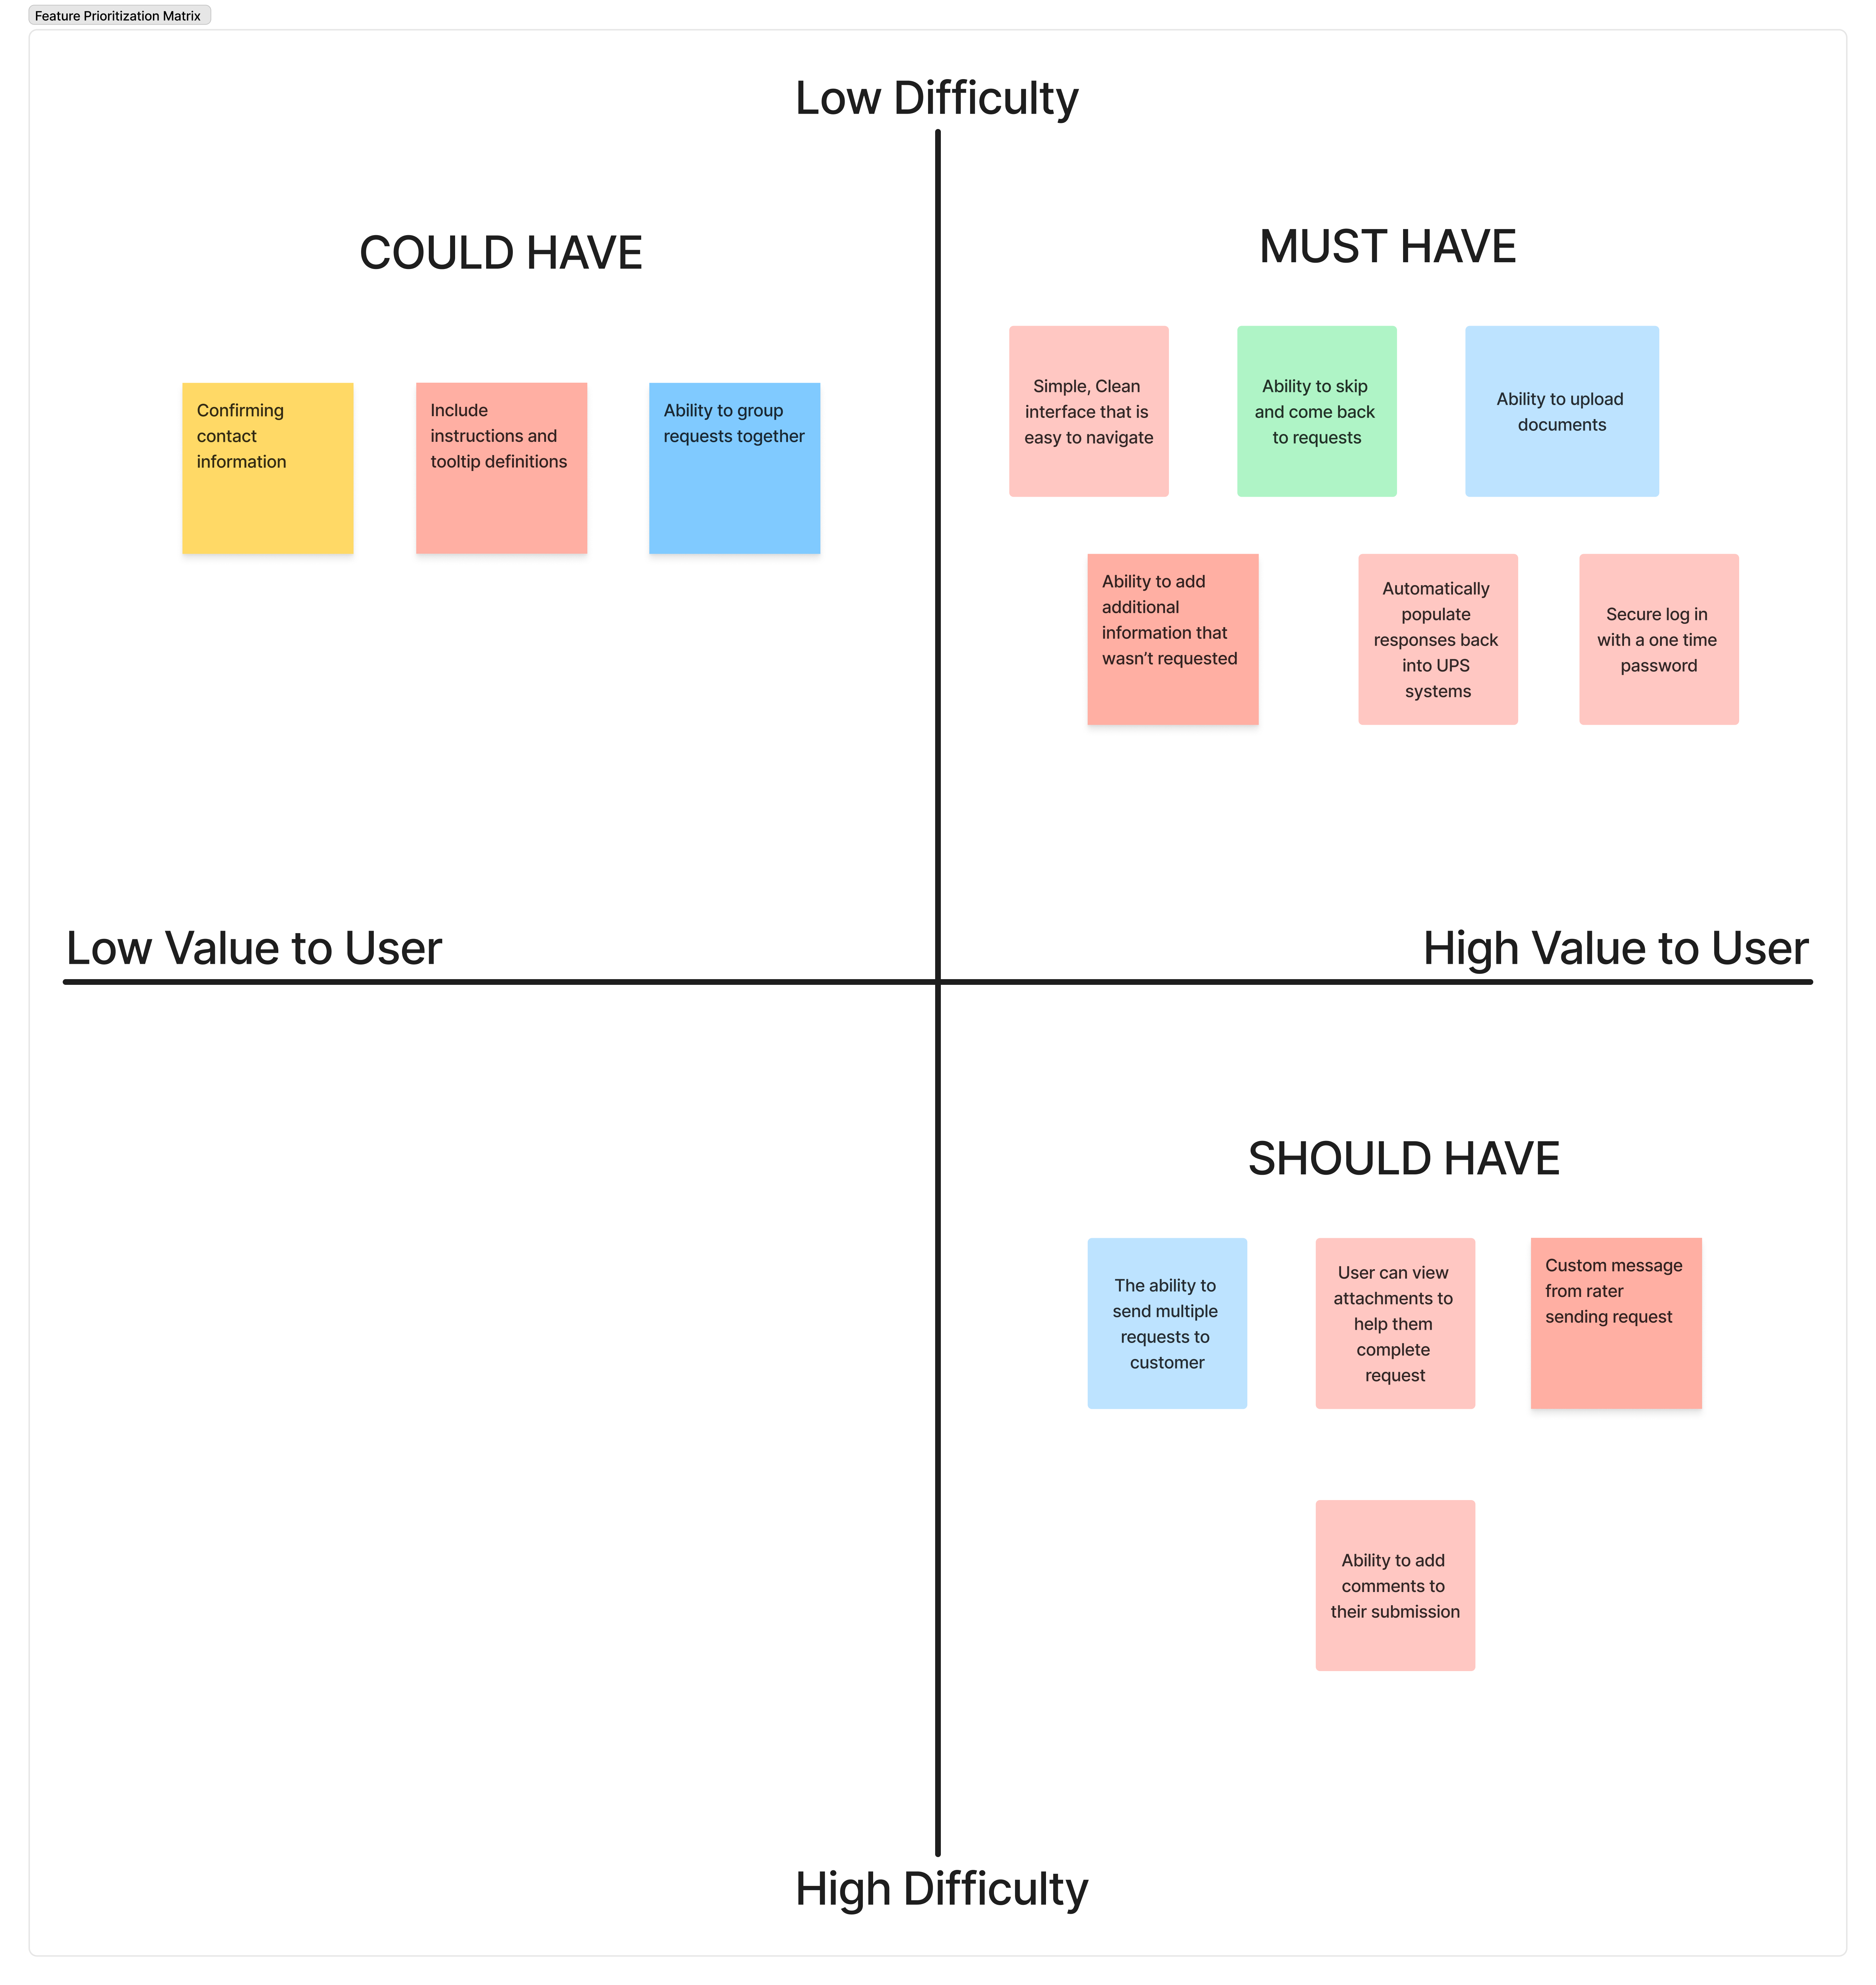 Feature Prioritization Matrix
Low Difficulty
COULD HAVE
MUST HAVE
Confirming
contact
information
Include
instructions and
tooltip definitions
Ability to group
requests together
Simple, Clean
interface that is
easy to navigate
Ability to skip
and come back
to requests
Ability to upload
documents
Ability to add
additional
information that
wasn’t requested
Automatically
populate
responses back
into UPS
systems
Secure log in
with a one time
password
Low Value to User
High Value to User
SHOULD HAVE
The ability to
send multiple
requests to
customer
User can view
attachments to
help them
complete
request
Custom message
from rater
sending request
Ability to add
comments to
their submission
High Difficulty